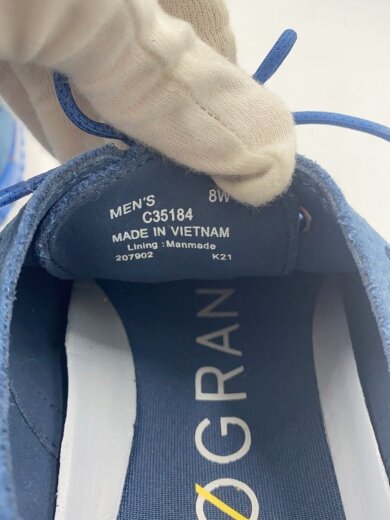 MEN'S 8W
C35184
MADE IN VIETNAM
Lining : Manmade
207902 K21
ØGRAN